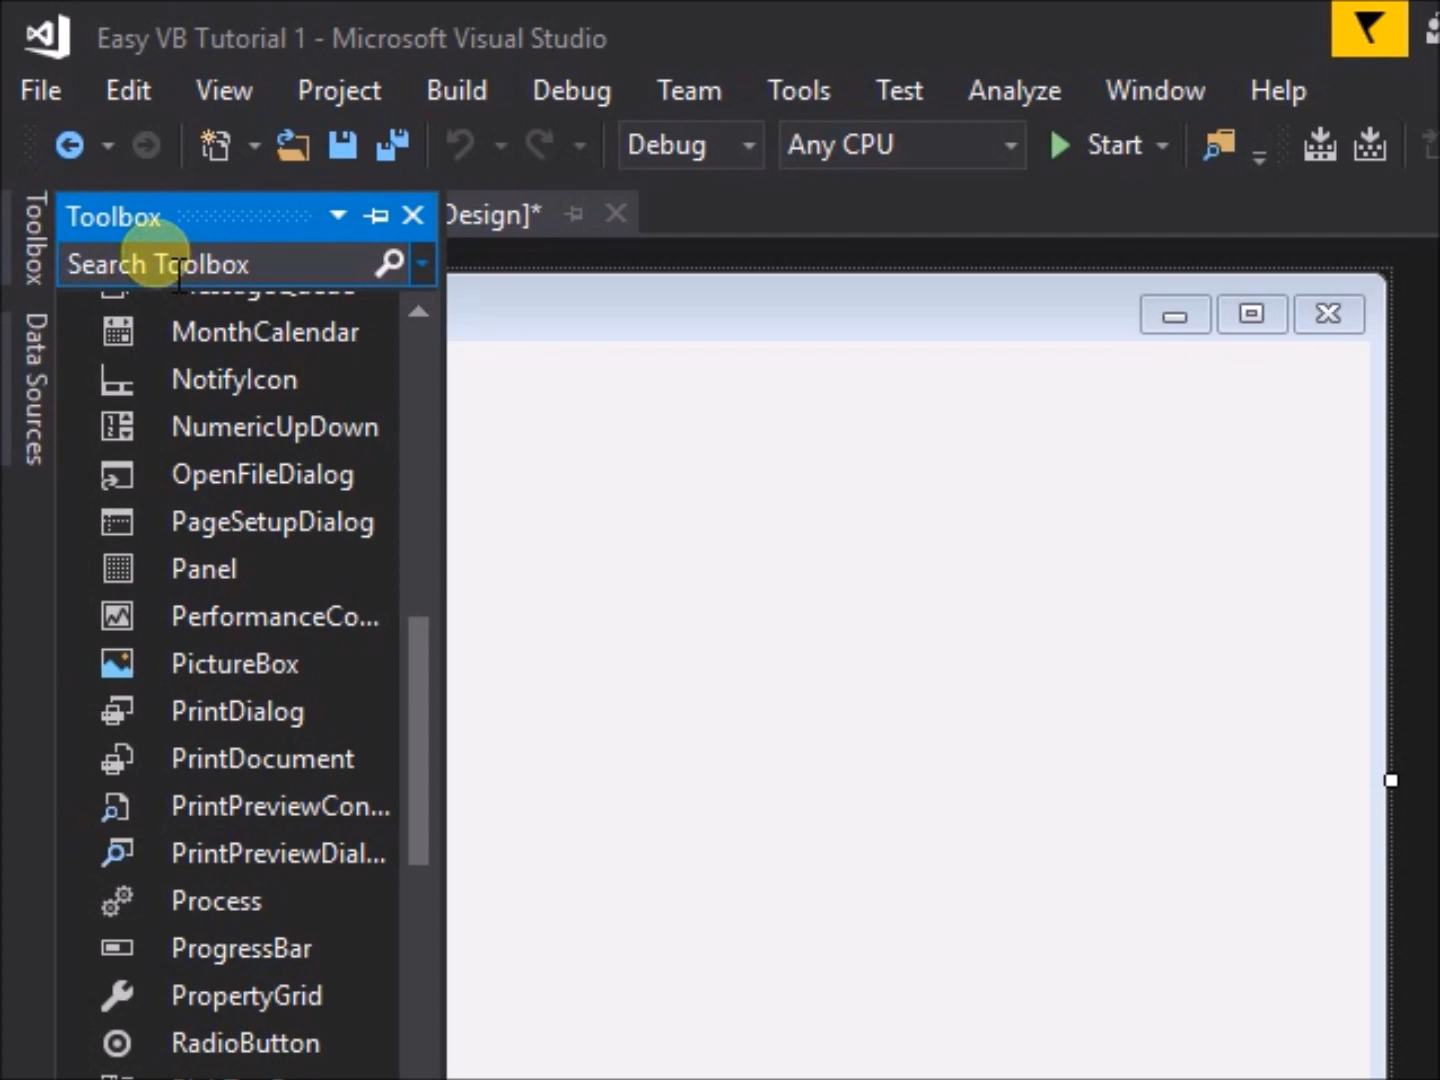 Easy VB Tutorial 1 - Microsoft Visual Studio
File Edit View Project Build Debug Team Tools Test Analyze Window Help
Debug Any CPU Start
Toolbox
Data Sources
Toolbox
Design]*
Search Toolbox
MonthCalendar
NotifyIcon
NumericUpDown
OpenFileDialog
PageSetupDialog
Panel
PerformanceCo...
PictureBox
PrintDialog
PrintDocument
PrintPreviewCon...
PrintPreviewDial...
Process
ProgressBar
PropertyGrid
RadioButton